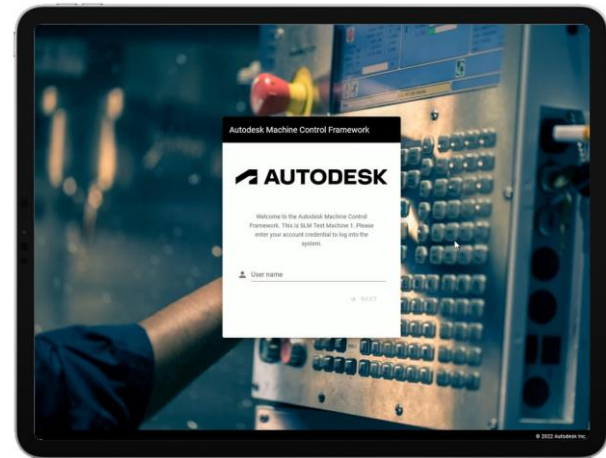 Autodesk Machine Control Framework
AUTODESK
Welcome to the Autodesk Machine Control
Framework. This is SLM Test Machine 1. Please
enter your account credential to log into the
system.
User name
NEXT
© 2022 Autodesk Inc.